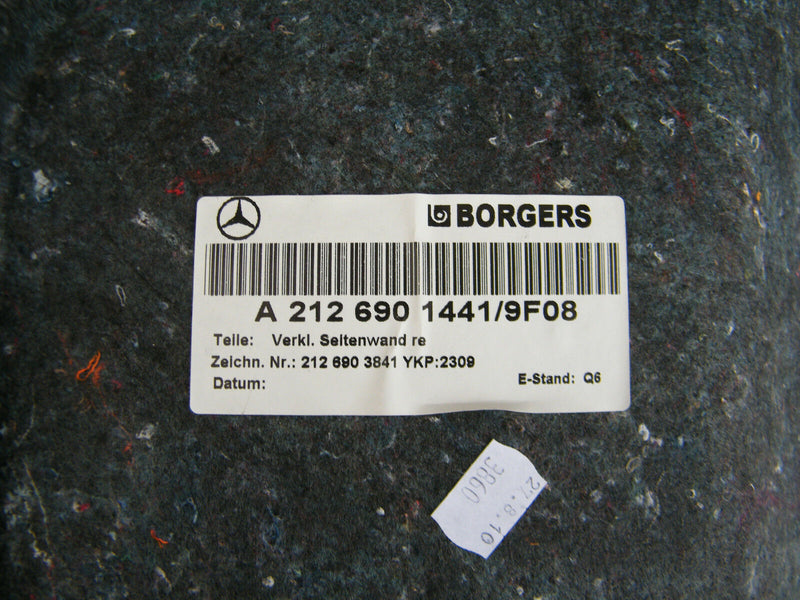 BORGERS
A 212 690 1441/9F08
Teile: Verkl. Seitenwand re
Zeichn. Nr.: 212 690 3841 YKP:2309
Datum:
E-Stand: Q6
3860
27.8.10